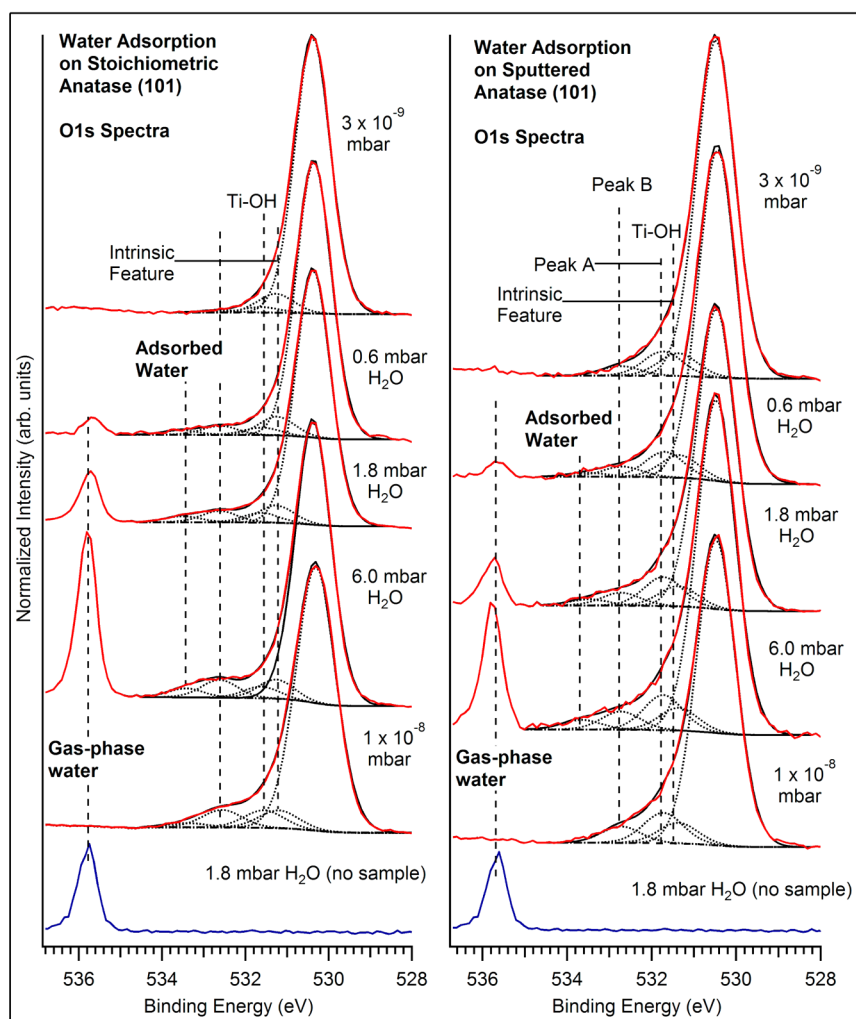 Water Adsorption
on Stoichiometric
Anatase (101)
O1s Spectra
3 x 10⁻⁹
mbar
Ti-OH
Intrinsic
Feature
Adsorbed
Water
0.6 mbar
H₂O
1.8 mbar
H₂O
6.0 mbar
H₂O
Gas-phase
water
1 x 10⁻⁸
mbar
1.8 mbar H₂O (no sample)
Normalized Intensity (arb. units)
536
534
532
530
528
Binding Energy (eV)
Water Adsorption
on Sputtered
Anatase (101)
O1s Spectra
3 x 10⁻⁹
mbar
Peak B
Ti-OH
Peak A
Intrinsic
Feature
Adsorbed
Water
0.6 mbar
H₂O
1.8 mbar
H₂O
6.0 mbar
H₂O
Gas-phase
water
1 x 10⁻⁸
mbar
1.8 mbar H₂O (no sample)
536
534
532
530
528
Binding Energy (eV)